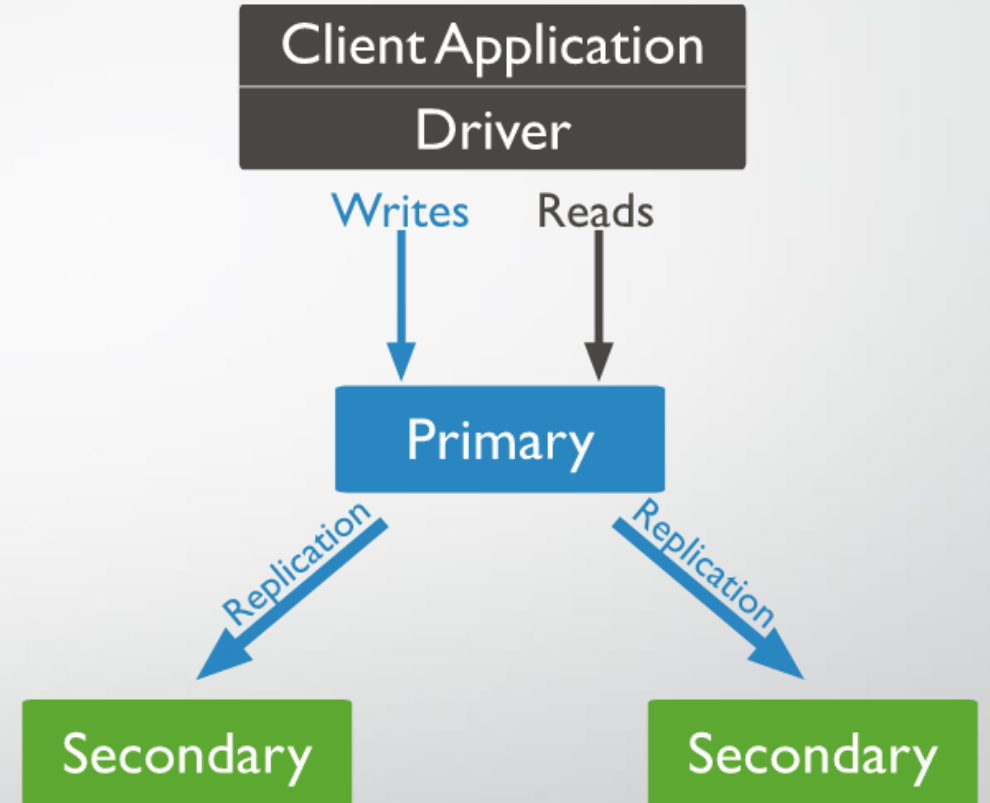 Client Application
Driver
Writes
Reads
Primary
Replication
Replication
Secondary
Secondary